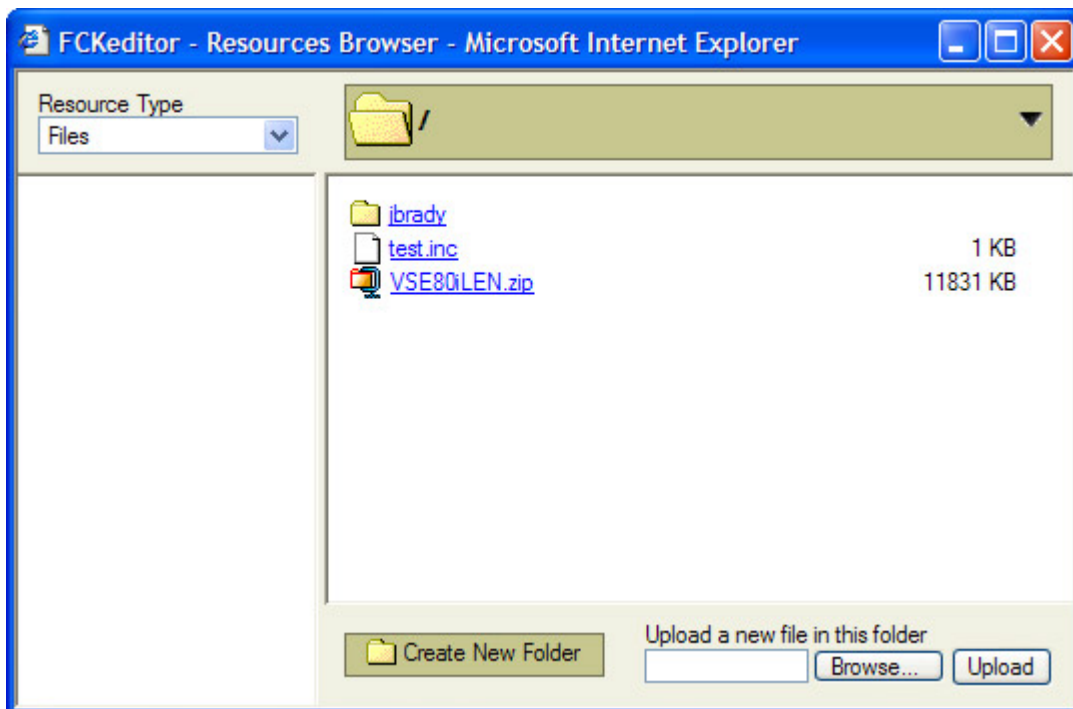 FCKeditor - Resources Browser - Microsoft Internet Explorer
Resource Type
Files
/
jbrady
test.inc 1 KB
VSE80iLEN.zip 11831 KB
Create New Folder
Upload a new file in this folder
Browse... Upload